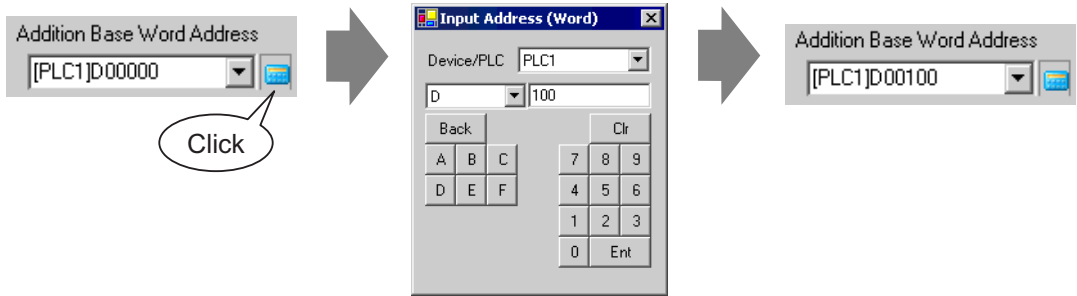 Addition Base Word Address
[PLC1]D00000
Click
Input Address (Word)
Device/PLC PLC1
D 100
Back Clr
A B C 7 8 9
D E F 4 5 6
1 2 3
0 Ent
Addition Base Word Address
[PLC1]D00100